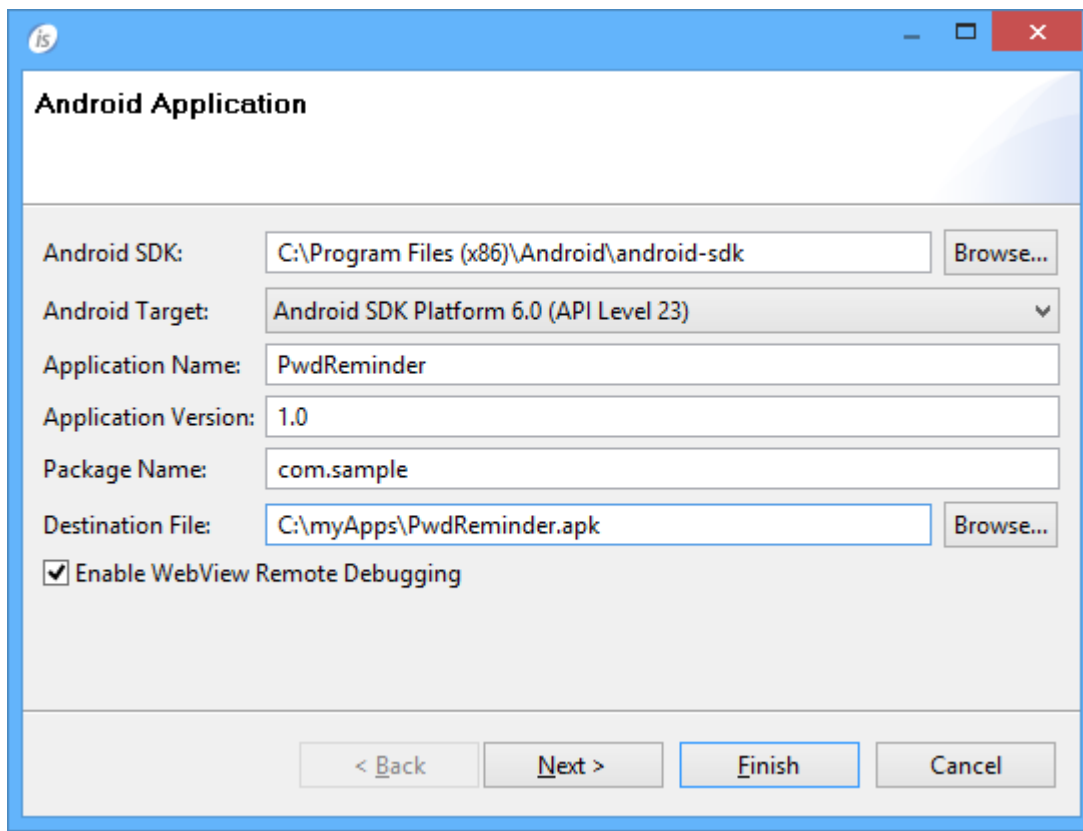 is
Android Application
Android SDK: C:\Program Files (x86)\Android\android-sdk Browse...
Android Target: Android SDK Platform 6.0 (API Level 23)
Application Name: PwdReminder
Application Version: 1.0
Package Name: com.sample
Destination File: C:\myApps\PwdReminder.apk Browse...
Enable WebView Remote Debugging
< Back Next > Finish Cancel